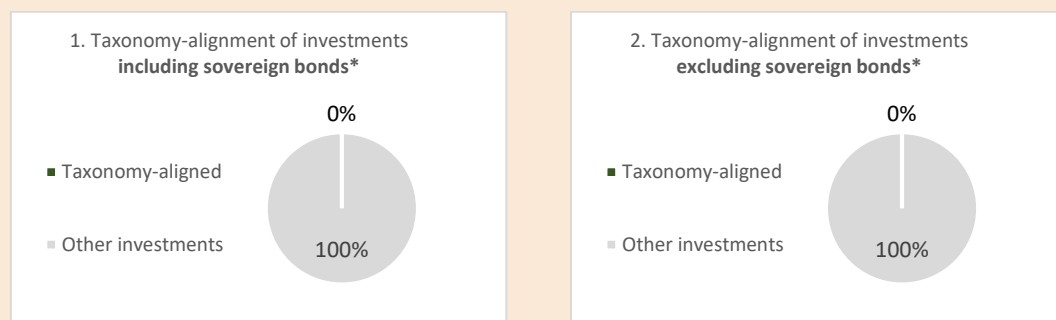 1. Taxonomy-alignment of investments
including sovereign bonds*
0%
Taxonomy-aligned
Other investments
100%
2. Taxonomy-alignment of investments
excluding sovereign bonds*
0%
Taxonomy-aligned
Other investments
100%